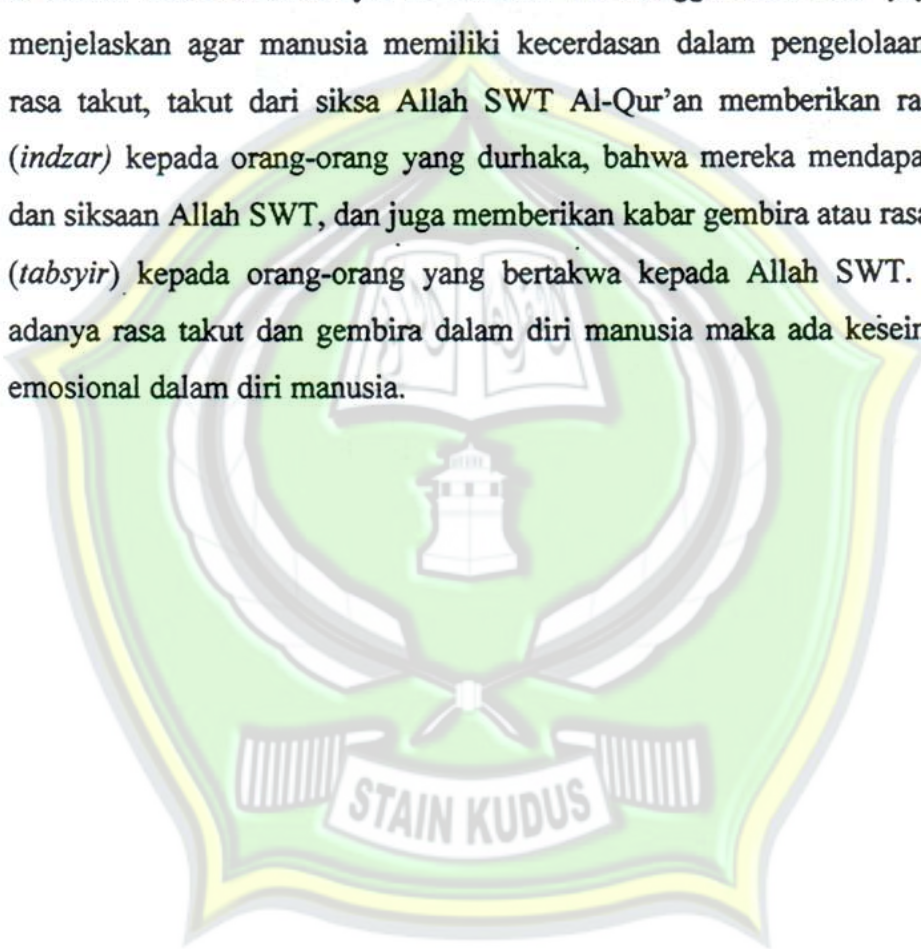 menjelaskan agar manusia memiliki kecerdasan dalam pengelolaan
rasa takut, takut dari siksa Allah SWT Al-Qur'an memberikan ra
(indzar) kepada orang-orang yang durhaka, bahwa mereka mendapa
dan siksaan Allah SWT, dan juga memberikan kabar gembira atau rasa
(tabsyir) kepada orang-orang yang bertakwa kepada Allah SWT.
adanya rasa takut dan gembira dalam diri manusia maka ada kesein
emosional dalam diri manusia.
STAIN KUDUS